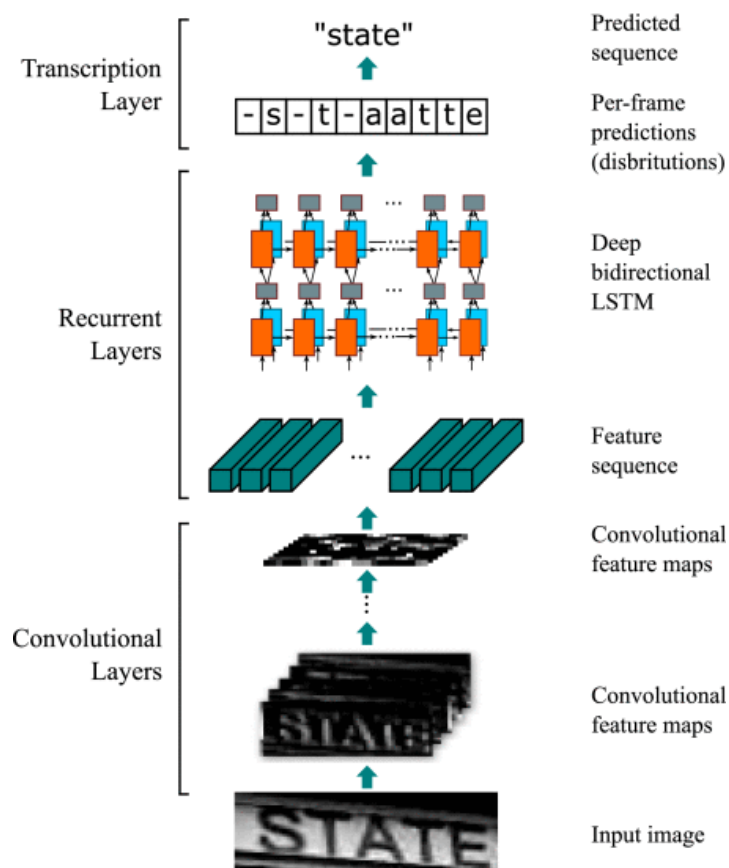 "state"
Predicted
sequence
Transcription
Layer
-s-t-aatte
Per-frame
predictions
(disbritutions)
Recurrent
Layers
Deep
bidirectional
LSTM
...
Feature
sequence
Convolutional
Layers
Convolutional
feature maps
STATE
Convolutional
feature maps
STATE
Input image